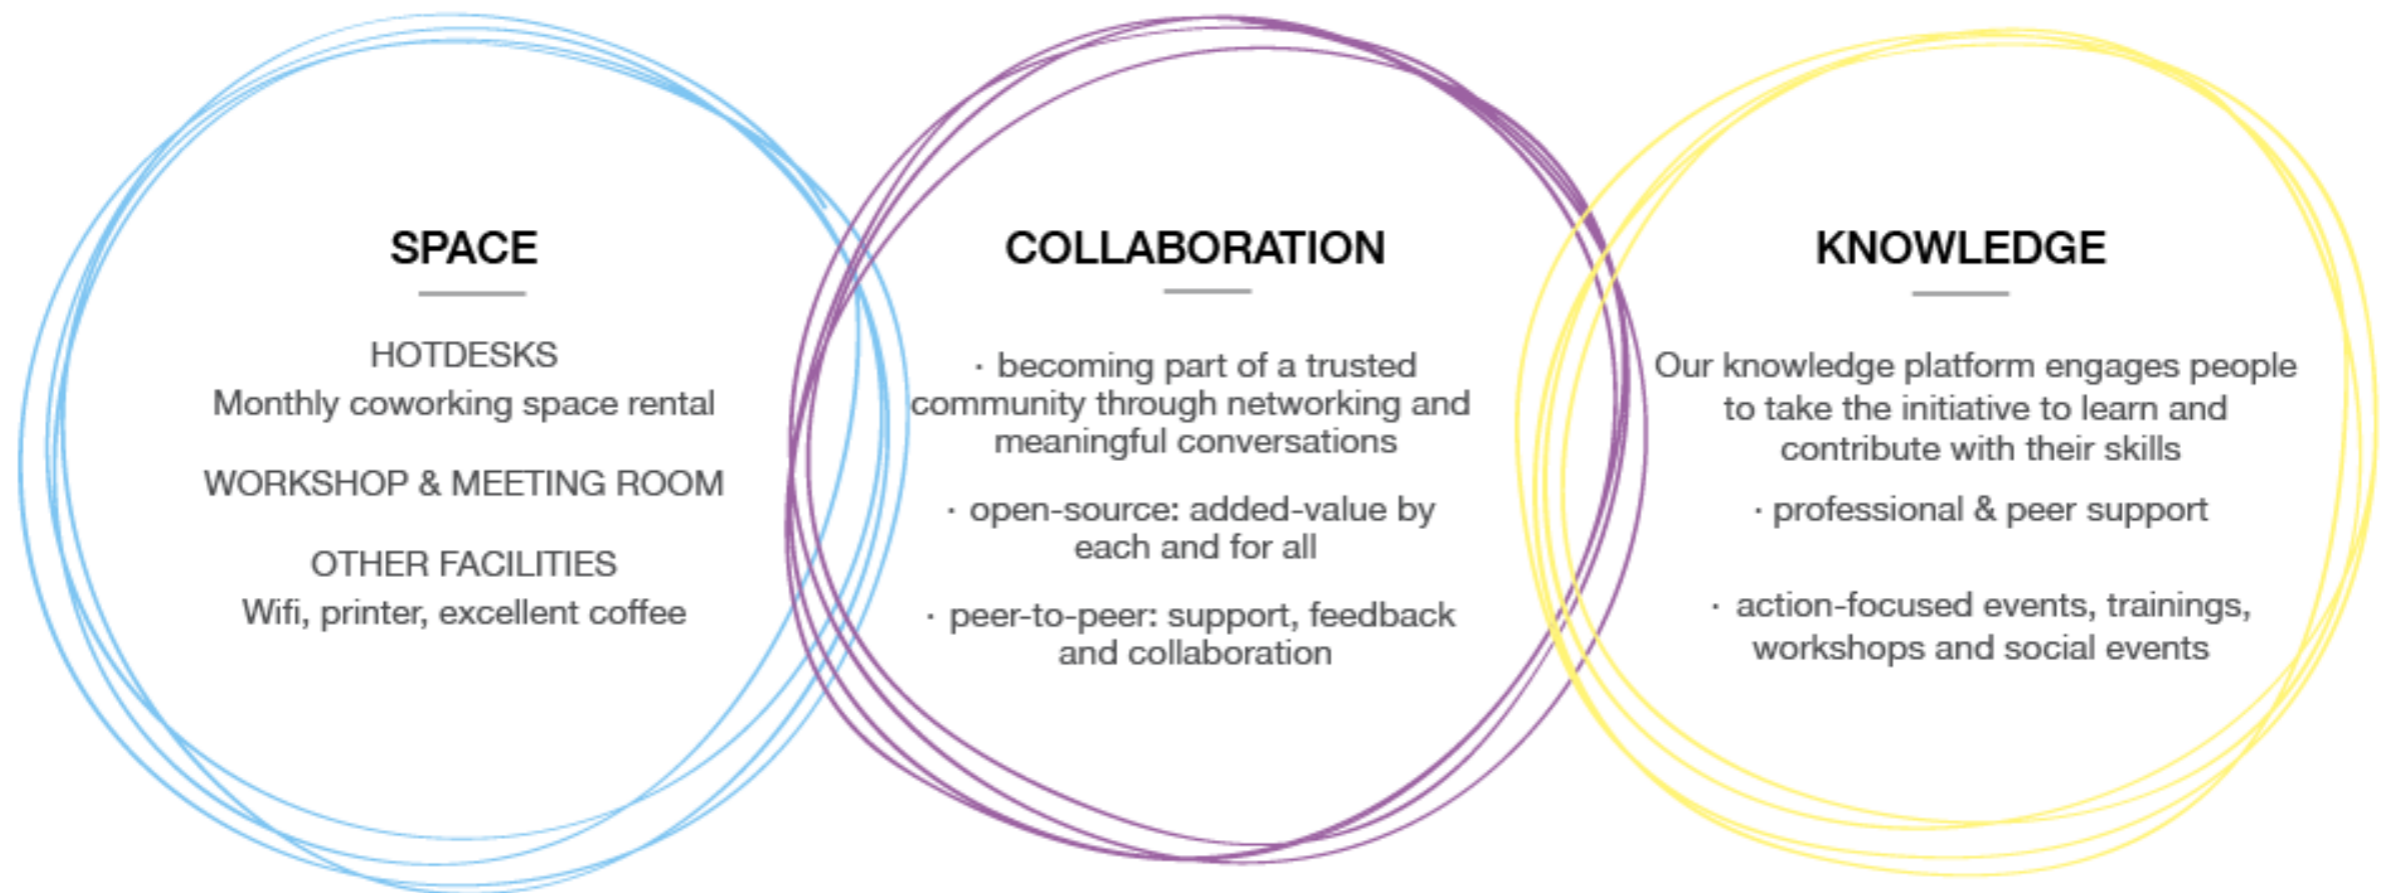 SPACE
HOTDESKS
Monthly coworking space rental
WORKSHOP & MEETING ROOM
OTHER FACILITIES
Wifi, printer, excellent coffee
COLLABORATION
· becoming part of a trusted
community through networking and
meaningful conversations
· open-source: added-value by
each and for all
· peer-to-peer: support, feedback
and collaboration
KNOWLEDGE
Our knowledge platform engages people
to take the initiative to learn and
contribute with their skills
· professional & peer support
· action-focused events, trainings,
workshops and social events